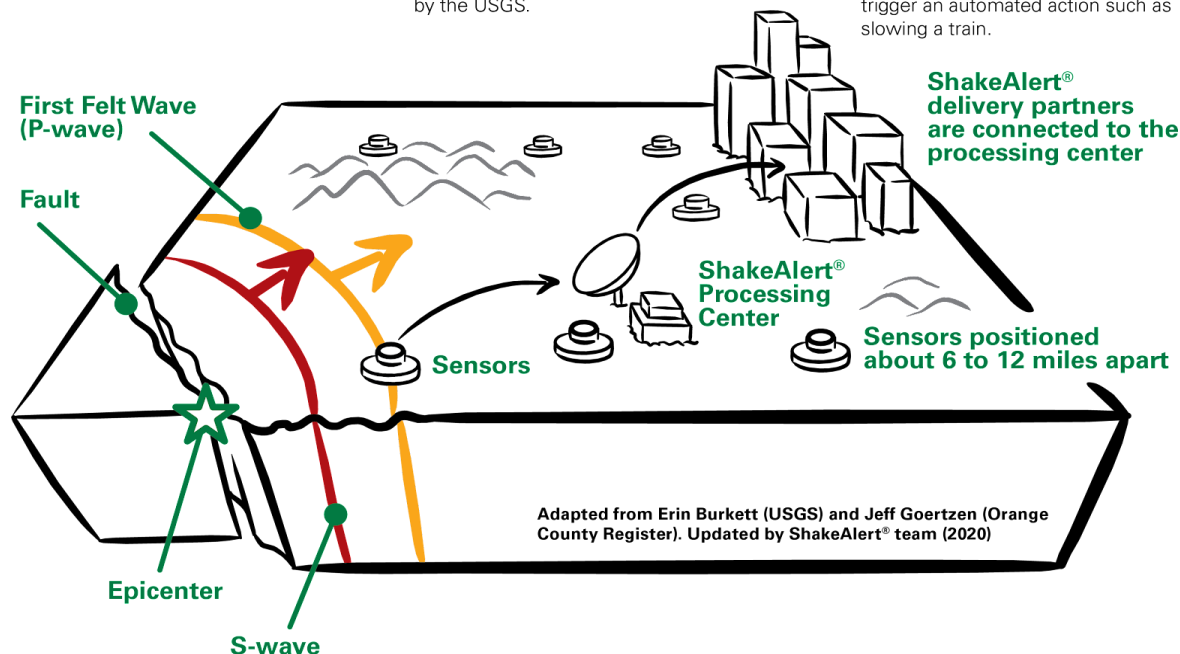 by the USGS.
trigger an automated action such as
slowing a train.
First Felt Wave
(P-wave)
Fault
ShakeAlert®
delivery partners
are connected to the
processing center
ShakeAlert®
Processing
Center
Sensors
Sensors positioned
about 6 to 12 miles apart
Adapted from Erin Burkett (USGS) and Jeff Goertzen (Orange
County Register). Updated by ShakeAlert® team (2020)
Epicenter
S-wave